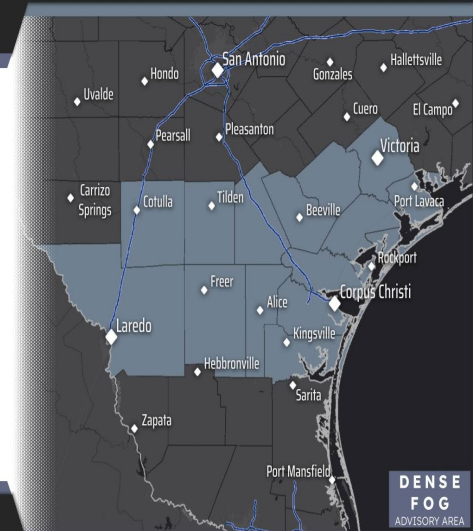 San Antonio
Hondo
Gonzales
Hallettsville
Uvalde
Cuero
El Campo
Pearsall
Pleasanton
Victoria
Carrizo
Springs
Cotulla
Tilden
Beeville
Port Lavaca
Rockport
Freer
Alice
Corpus Christi
Laredo
Kingsville
Hebbronville
Sarita
Zapata
Port Mansfield
DENSE
FOG
ADVISORY AREA